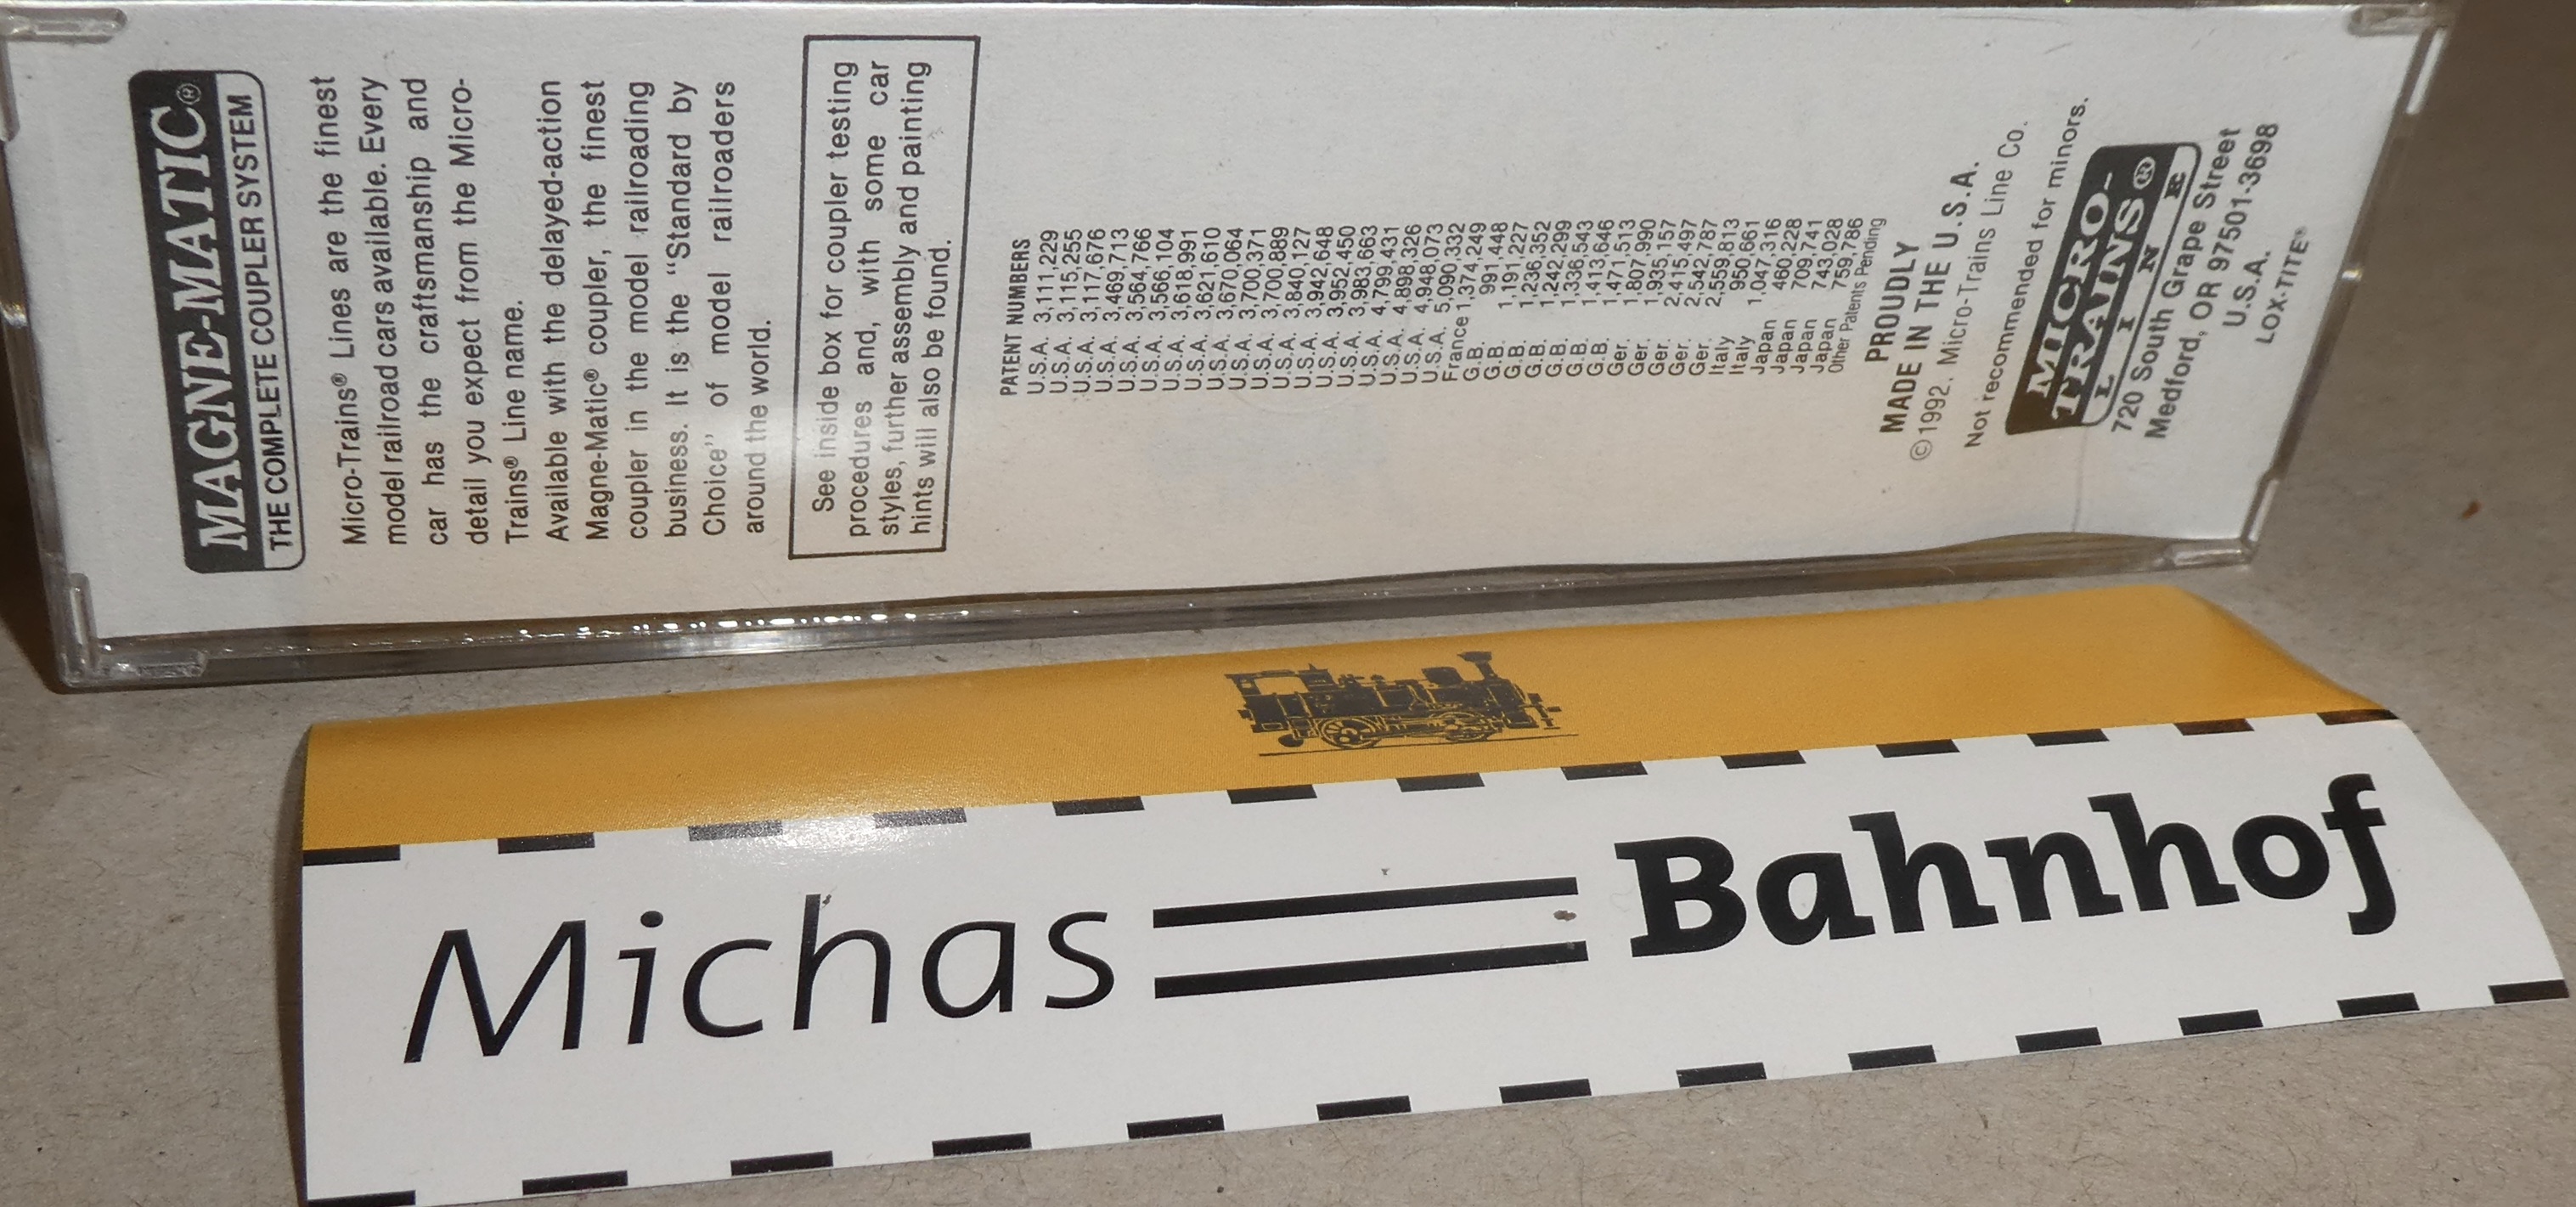 MAGNE-MATIC®
THE COMPLETE COUPLER SYSTEM
Micro-Trains® Lines are the finest
model railroad cars available. Every
car has the craftsmanship and
detail you expect from the Micro-
Trains® Line name.
Available with the delayed-action
Magne-Matic® coupler, the finest
coupler in the model railroading
business. It is the “Standard by
Choice” of model railroaders
around the world.
See inside box for coupler testing
procedures and, with some car
styles, further assembly and painting
hints will also be found.
PATENT NUMBERS
U.S.A. 3,111,229
U.S.A. 3,115,255
U.S.A. 3,117,676
U.S.A. 3,469,713
U.S.A. 3,564,766
U.S.A. 3,566,104
U.S.A. 3,618,991
U.S.A. 3,621,610
U.S.A. 3,670,064
U.S.A. 3,700,371
U.S.A. 3,700,889
U.S.A. 3,840,127
U.S.A. 3,942,648
U.S.A. 3,952,450
U.S.A. 3,983,663
U.S.A. 4,799,431
U.S.A. 4,898,326
U.S.A. 4,948,073
U.S.A. 5,090,332
France 1,374,249
G.B. 991,448
G.B. 1,191,227
G.B. 1,236,352
G.B. 1,242,299
G.B. 1,336,543
G.B. 1,413,646
G.B. 1,471,513
Ger. 1,807,990
Ger. 1,935,157
Ger. 2,415,497
Ger. 2,542,787
Ger. 2,559,813
Italy 950,661
Italy 1,047,316
Japan 460,228
Japan 709,741
Japan 743,028
Japan 759,786
Other Patents Pending
PROUDLY
MADE IN THE U.S.A.
©1992, Micro-Trains Line Co.
Not recommended for minors.
MICRO-
TRAINS®
LINE
720 South Grape Street
Medford, OR 97501-3698
U.S.A.
LOX-TITE®
Michas Bahnhof